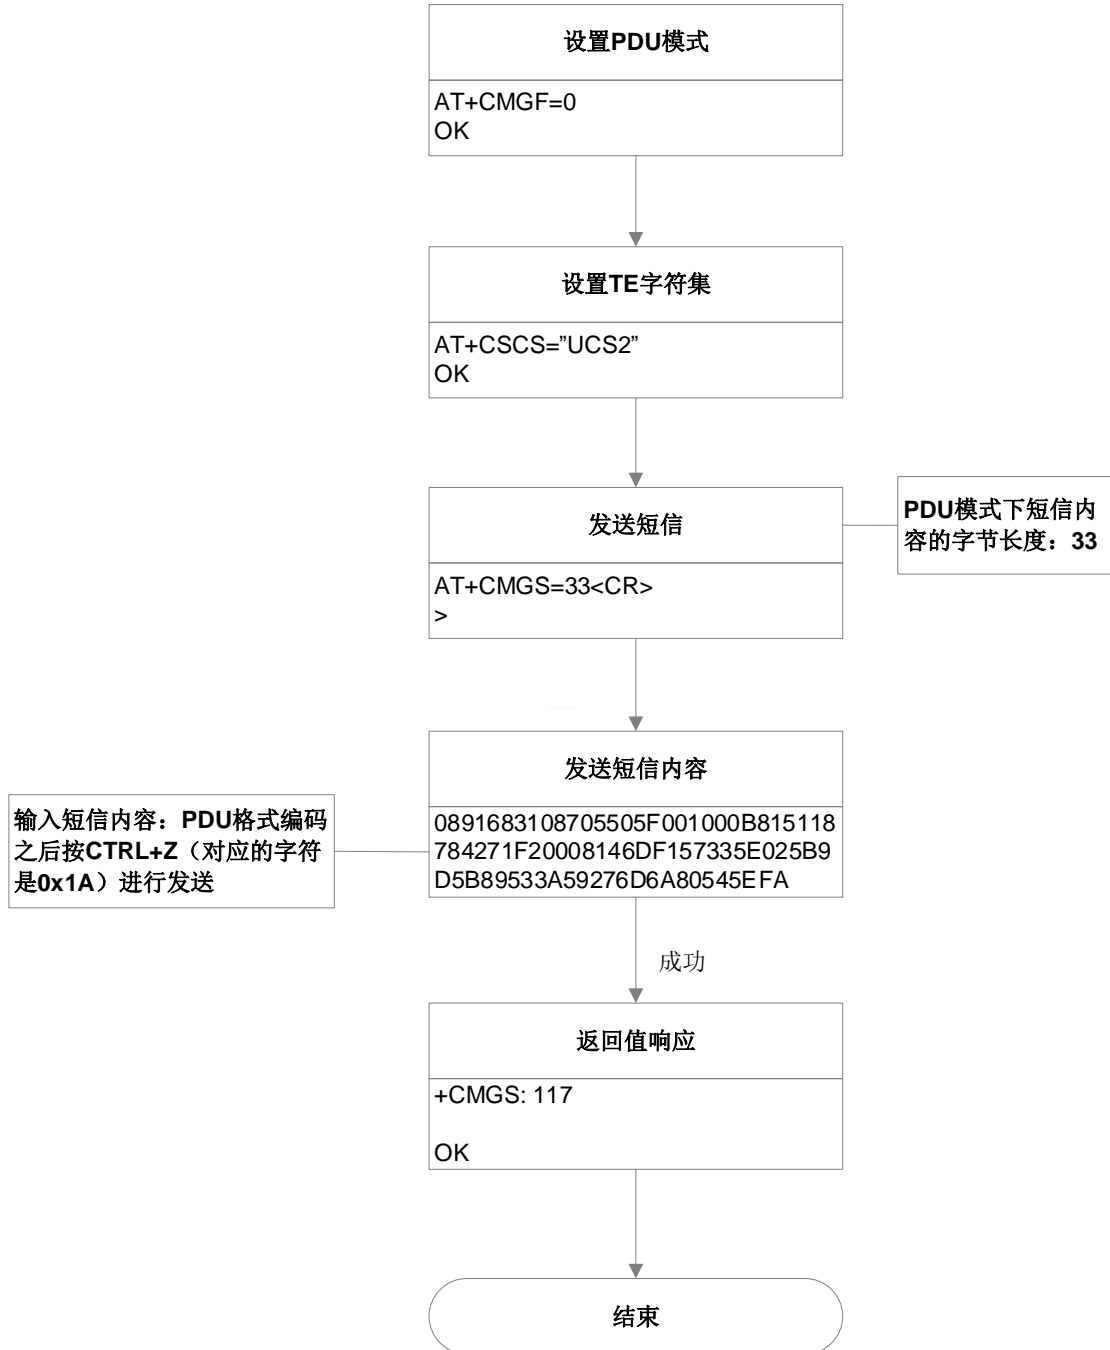 设置PDU模式
AT+CMGF=0
OK
设置TE字符集
AT+CSCS=”UCS2”
OK
发送短信
AT+CMGS=33<CR>
>
PDU模式下短信内
容的字节长度：33
发送短信内容
0891683108705505F001000B815118
784271F20008146DF157335E025B9
D5B89533A59276D6A80545EFA
输入短信内容：PDU格式编码
之后按CTRL+Z（对应的字符
是0x1A）进行发送
成功
返回值响应
+CMGS: 117
OK
结束